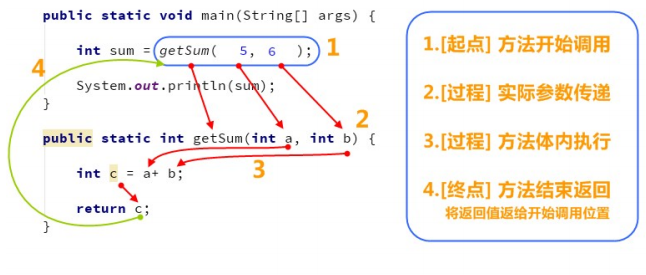 public static void main(String[] args) {
int sum = getSum( 5, 6 ); 1
4
System.out.println(sum);
}
2
public static int getSum(int a, int b) {
3
int c = a+ b;
return c;
}
1.[起点] 方法开始调用
2.[过程] 实际参数传递
3.[过程] 方法体内执行
4.[终点] 方法结束返回
将返回值返给开始调用位置